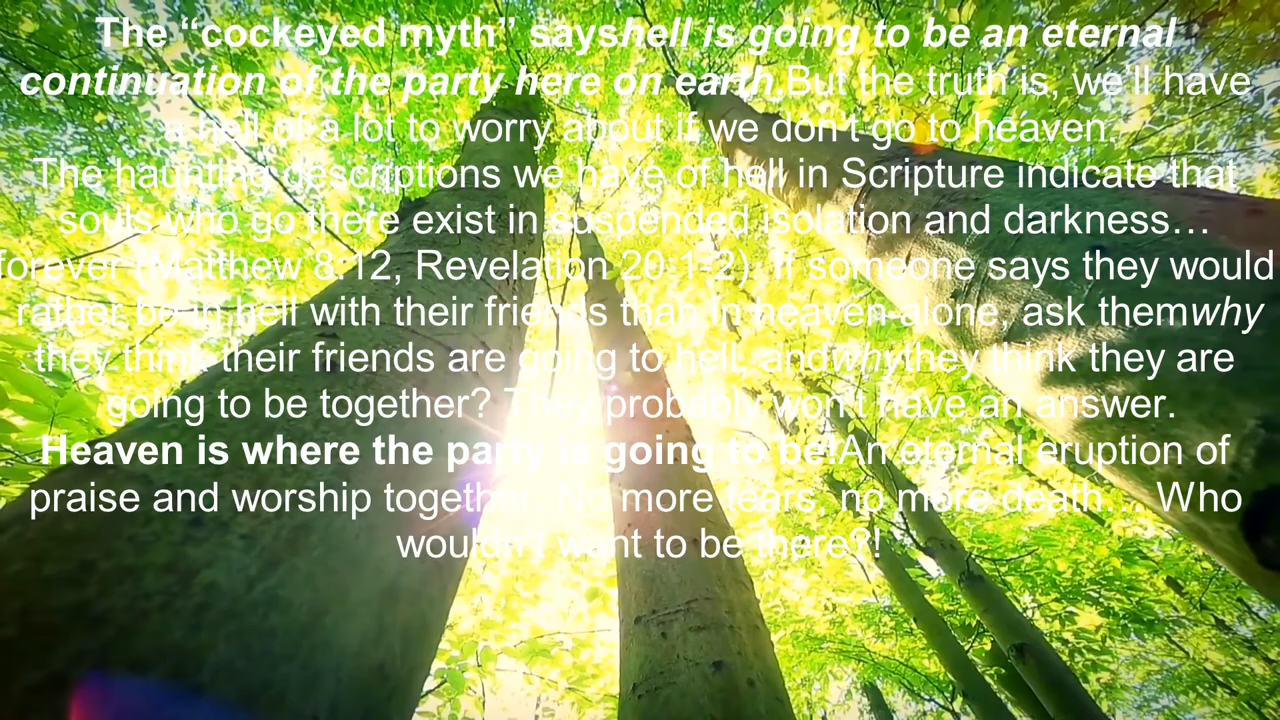 The “cockeyed myth” sayshell is going to be an eternal
continuation of the party here on earth.But the truth is, we’ll have
a hell of a lot to worry about if we don’t go to heaven.
The haunting descriptions we have of hell in Scripture indicate that
souls who go there exist in suspended isolation and darkness…
forever (Matthew 8:12, Revelation 20:1-2). If someone says they would
rather be in hell with their friends than in heaven alone, ask themwhy
they think their friends are going to hell, andwhythey think they are
going to be together? They probably won’t have an answer.
Heaven is where the party is going to be!An eternal eruption of
praise and worship together. No more tears, no more death… Who
wouldn’t want to be there?!